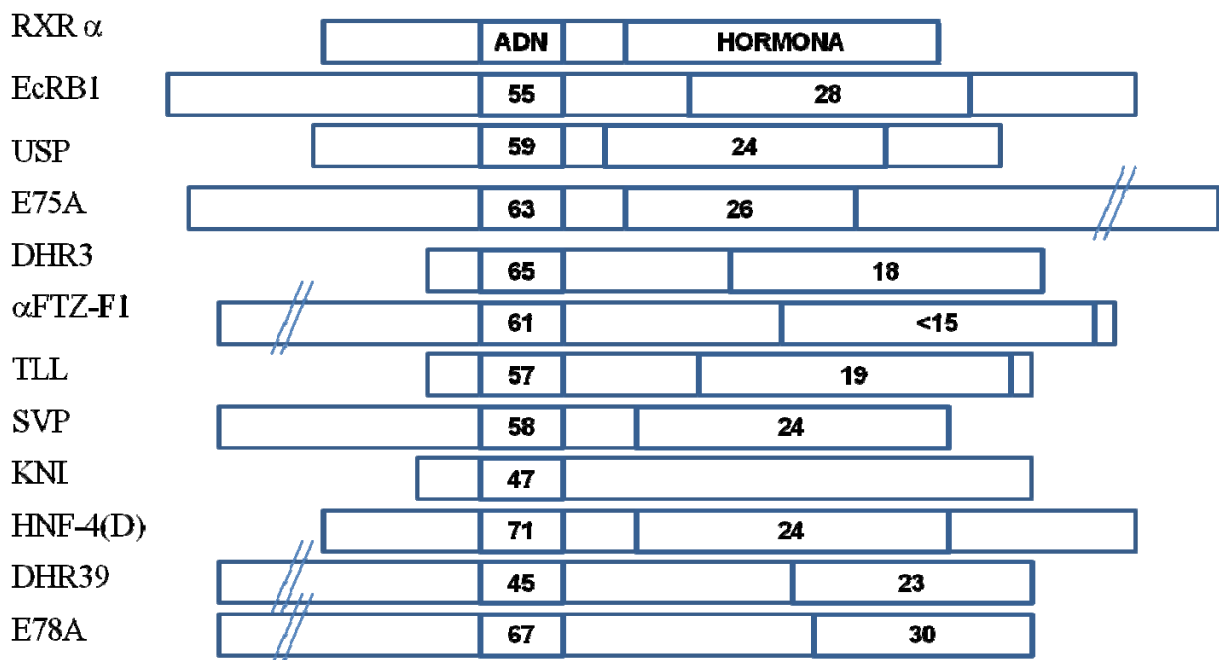 RXR α ADN HORMONA
EcRB1 55 28
USP 59 24
E75A 63 26
DHR3 65 18
αFTZ-F1 61 <15
TLL 57 19
SVP 58 24
KNI 47
HNF-4(D) 71 24
DHR39 45 23
E78A 67 30